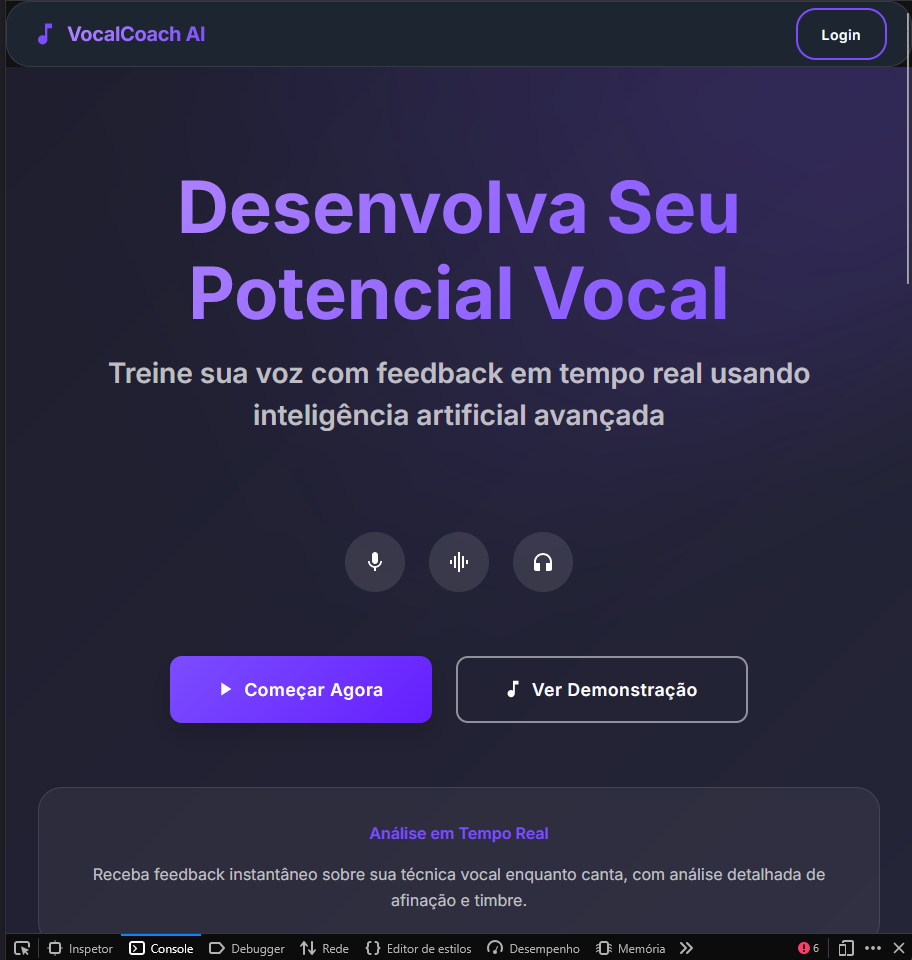 VocalCoach AI
Login
Desenvolva Seu
Potencial Vocal
Treine sua voz com feedback em tempo real usando
inteligência artificial avançada
Começar Agora
Ver Demonstração
Análise em Tempo Real
Receba feedback instantâneo sobre sua técnica vocal enquanto canta, com análise detalhada de
afinação e timbre.
Inspetor Console Debugger Rede Editor de estilos Desempenho Memória 6